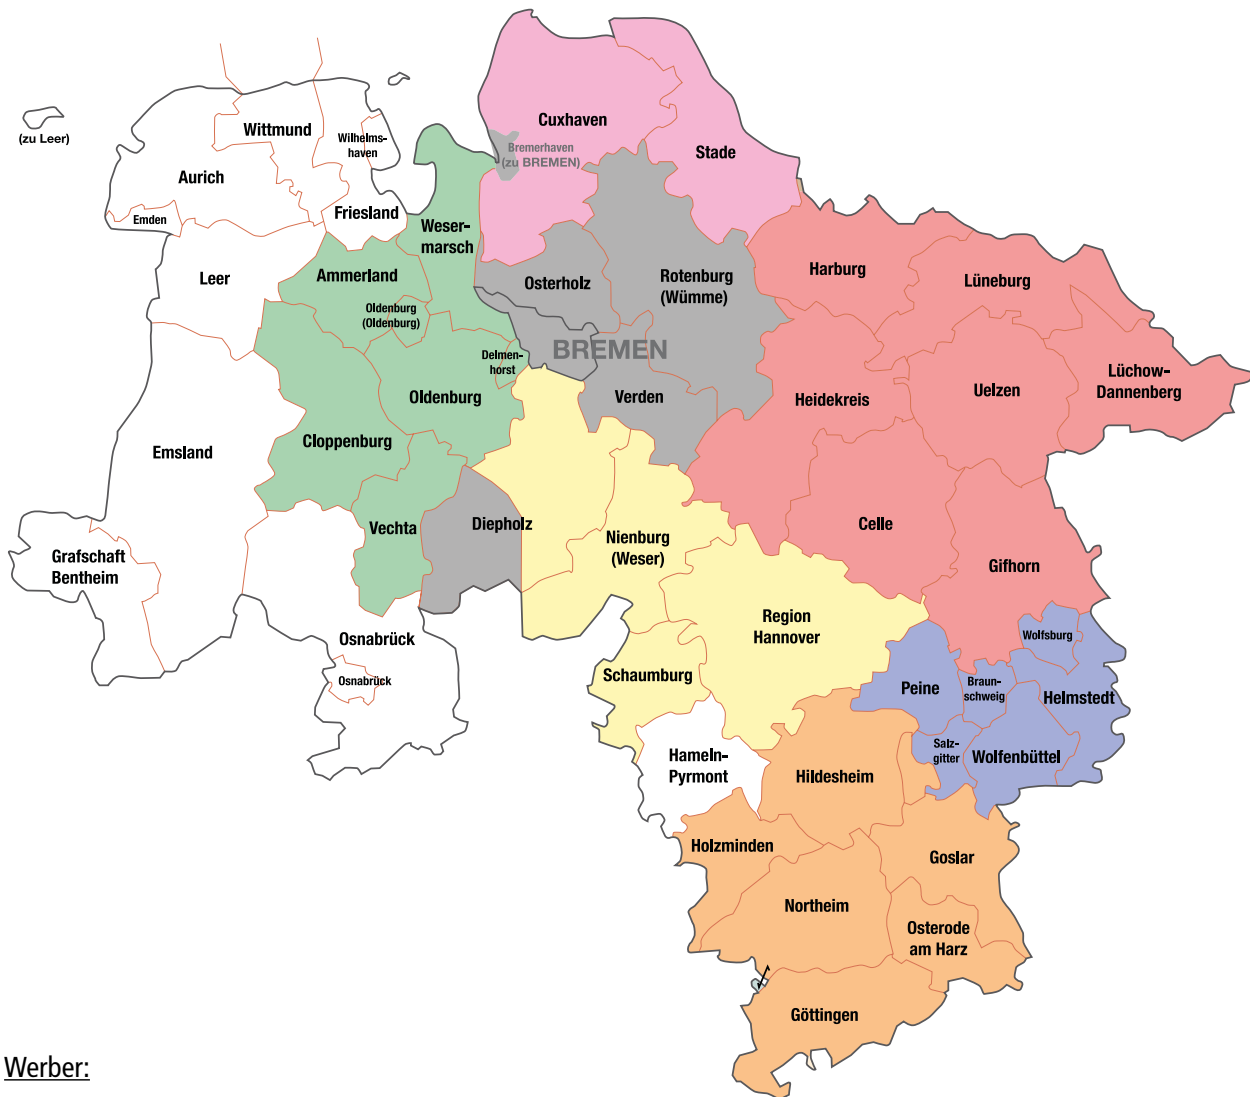 Cuxhaven
Stade
Bremerhaven
(zu BREMEN)
(zu Leer)
Wittmund
Wilhelms-
haven
Aurich
Emden
Friesland
Weser-
marsch
Leer
Ammerland
Oldenburg
(Oldenburg)
Osterholz
Rotenburg
(Wümme)
Harburg
Lüneburg
BREMEN
Delmen-
horst
Oldenburg
Verden
Heidekreis
Uelzen
Lüchow-
Dannenberg
Emsland
Cloppenburg
Vechta
Diepholz
Nienburg
(Weser)
Celle
Gifhorn
Grafschaft
Bentheim
Region
Hannover
Osnabrück
Osnabrück
Schaumburg
Wolfsburg
Peine
Braun-
schweig
Helmstedt
Hameln-
Pyrmont
Hildesheim
Salz-
gitter
Wolfenbüttel
Holzminden
Goslar
Northeim
Osterode
am Harz
Göttingen
Werber: